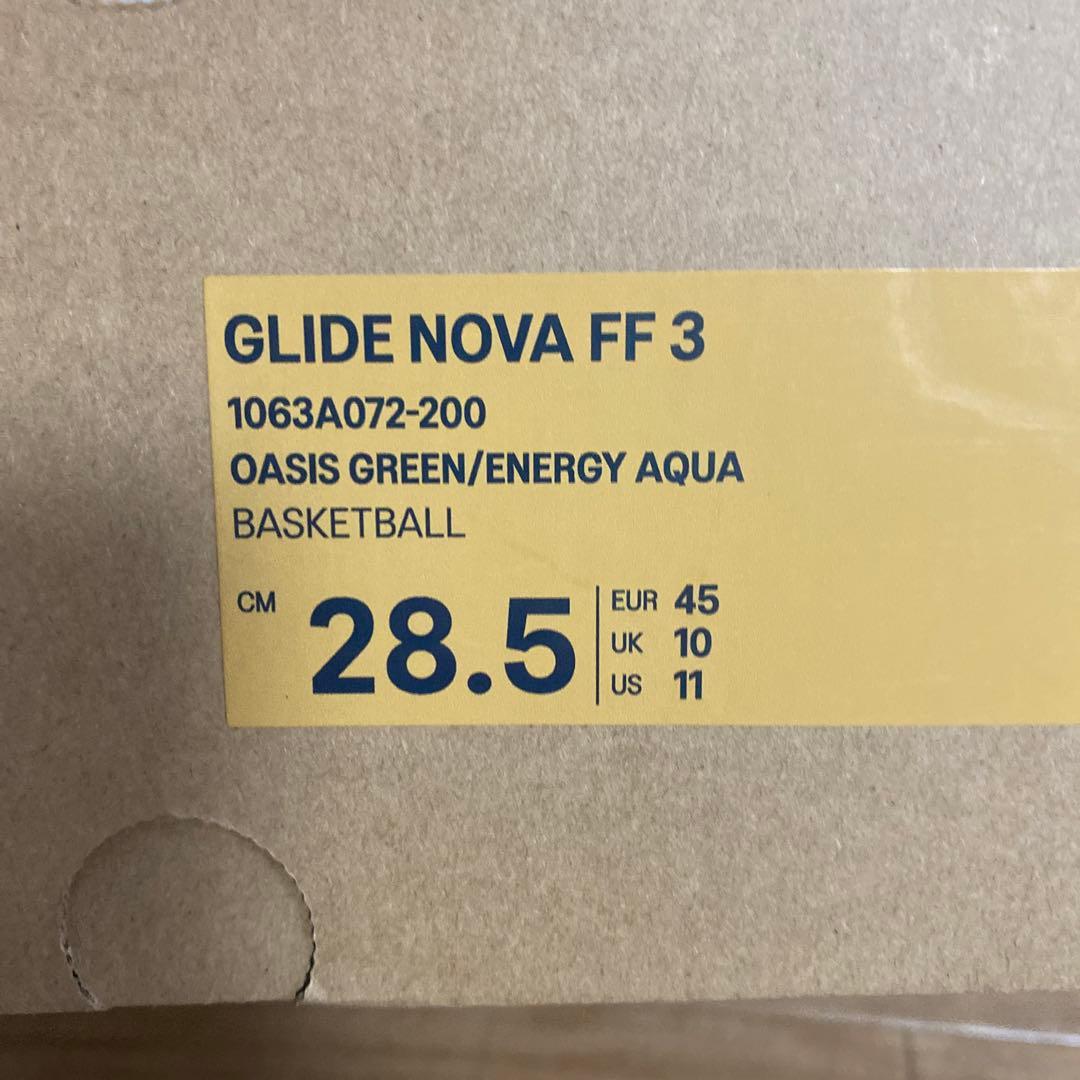 GLIDE NOVA FF 3
1063A072-200
OASIS GREEN/ENERGY AQUA
BASKETBALL
CM 28.5
EUR 45
UK 10
US 11